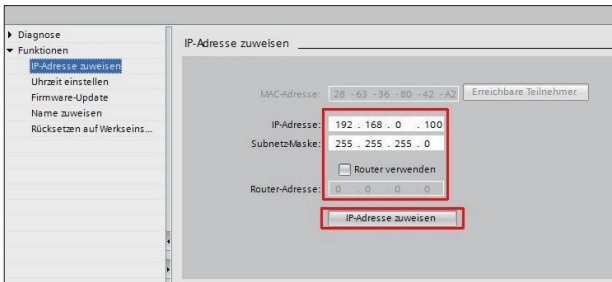 Diagnose
Funktionen
IP-Adresse zuweisen
Uhrzeit einstellen
Firmware-Update
Name zuweisen
Rücksetzen auf Werkseins...
IP-Adresse zuweisen
MAC-Adresse: 28 - 63 - 36 - 80 - 42 - A2 Erreichbare Teilnehmer
IP-Adresse: 192 . 168 . 0 . 100
Subnetz-Maske: 255 . 255 . 255 . 0
Router verwenden
Router-Adresse: 0 . 0 . 0 . 0
IP-Adresse zuweisen